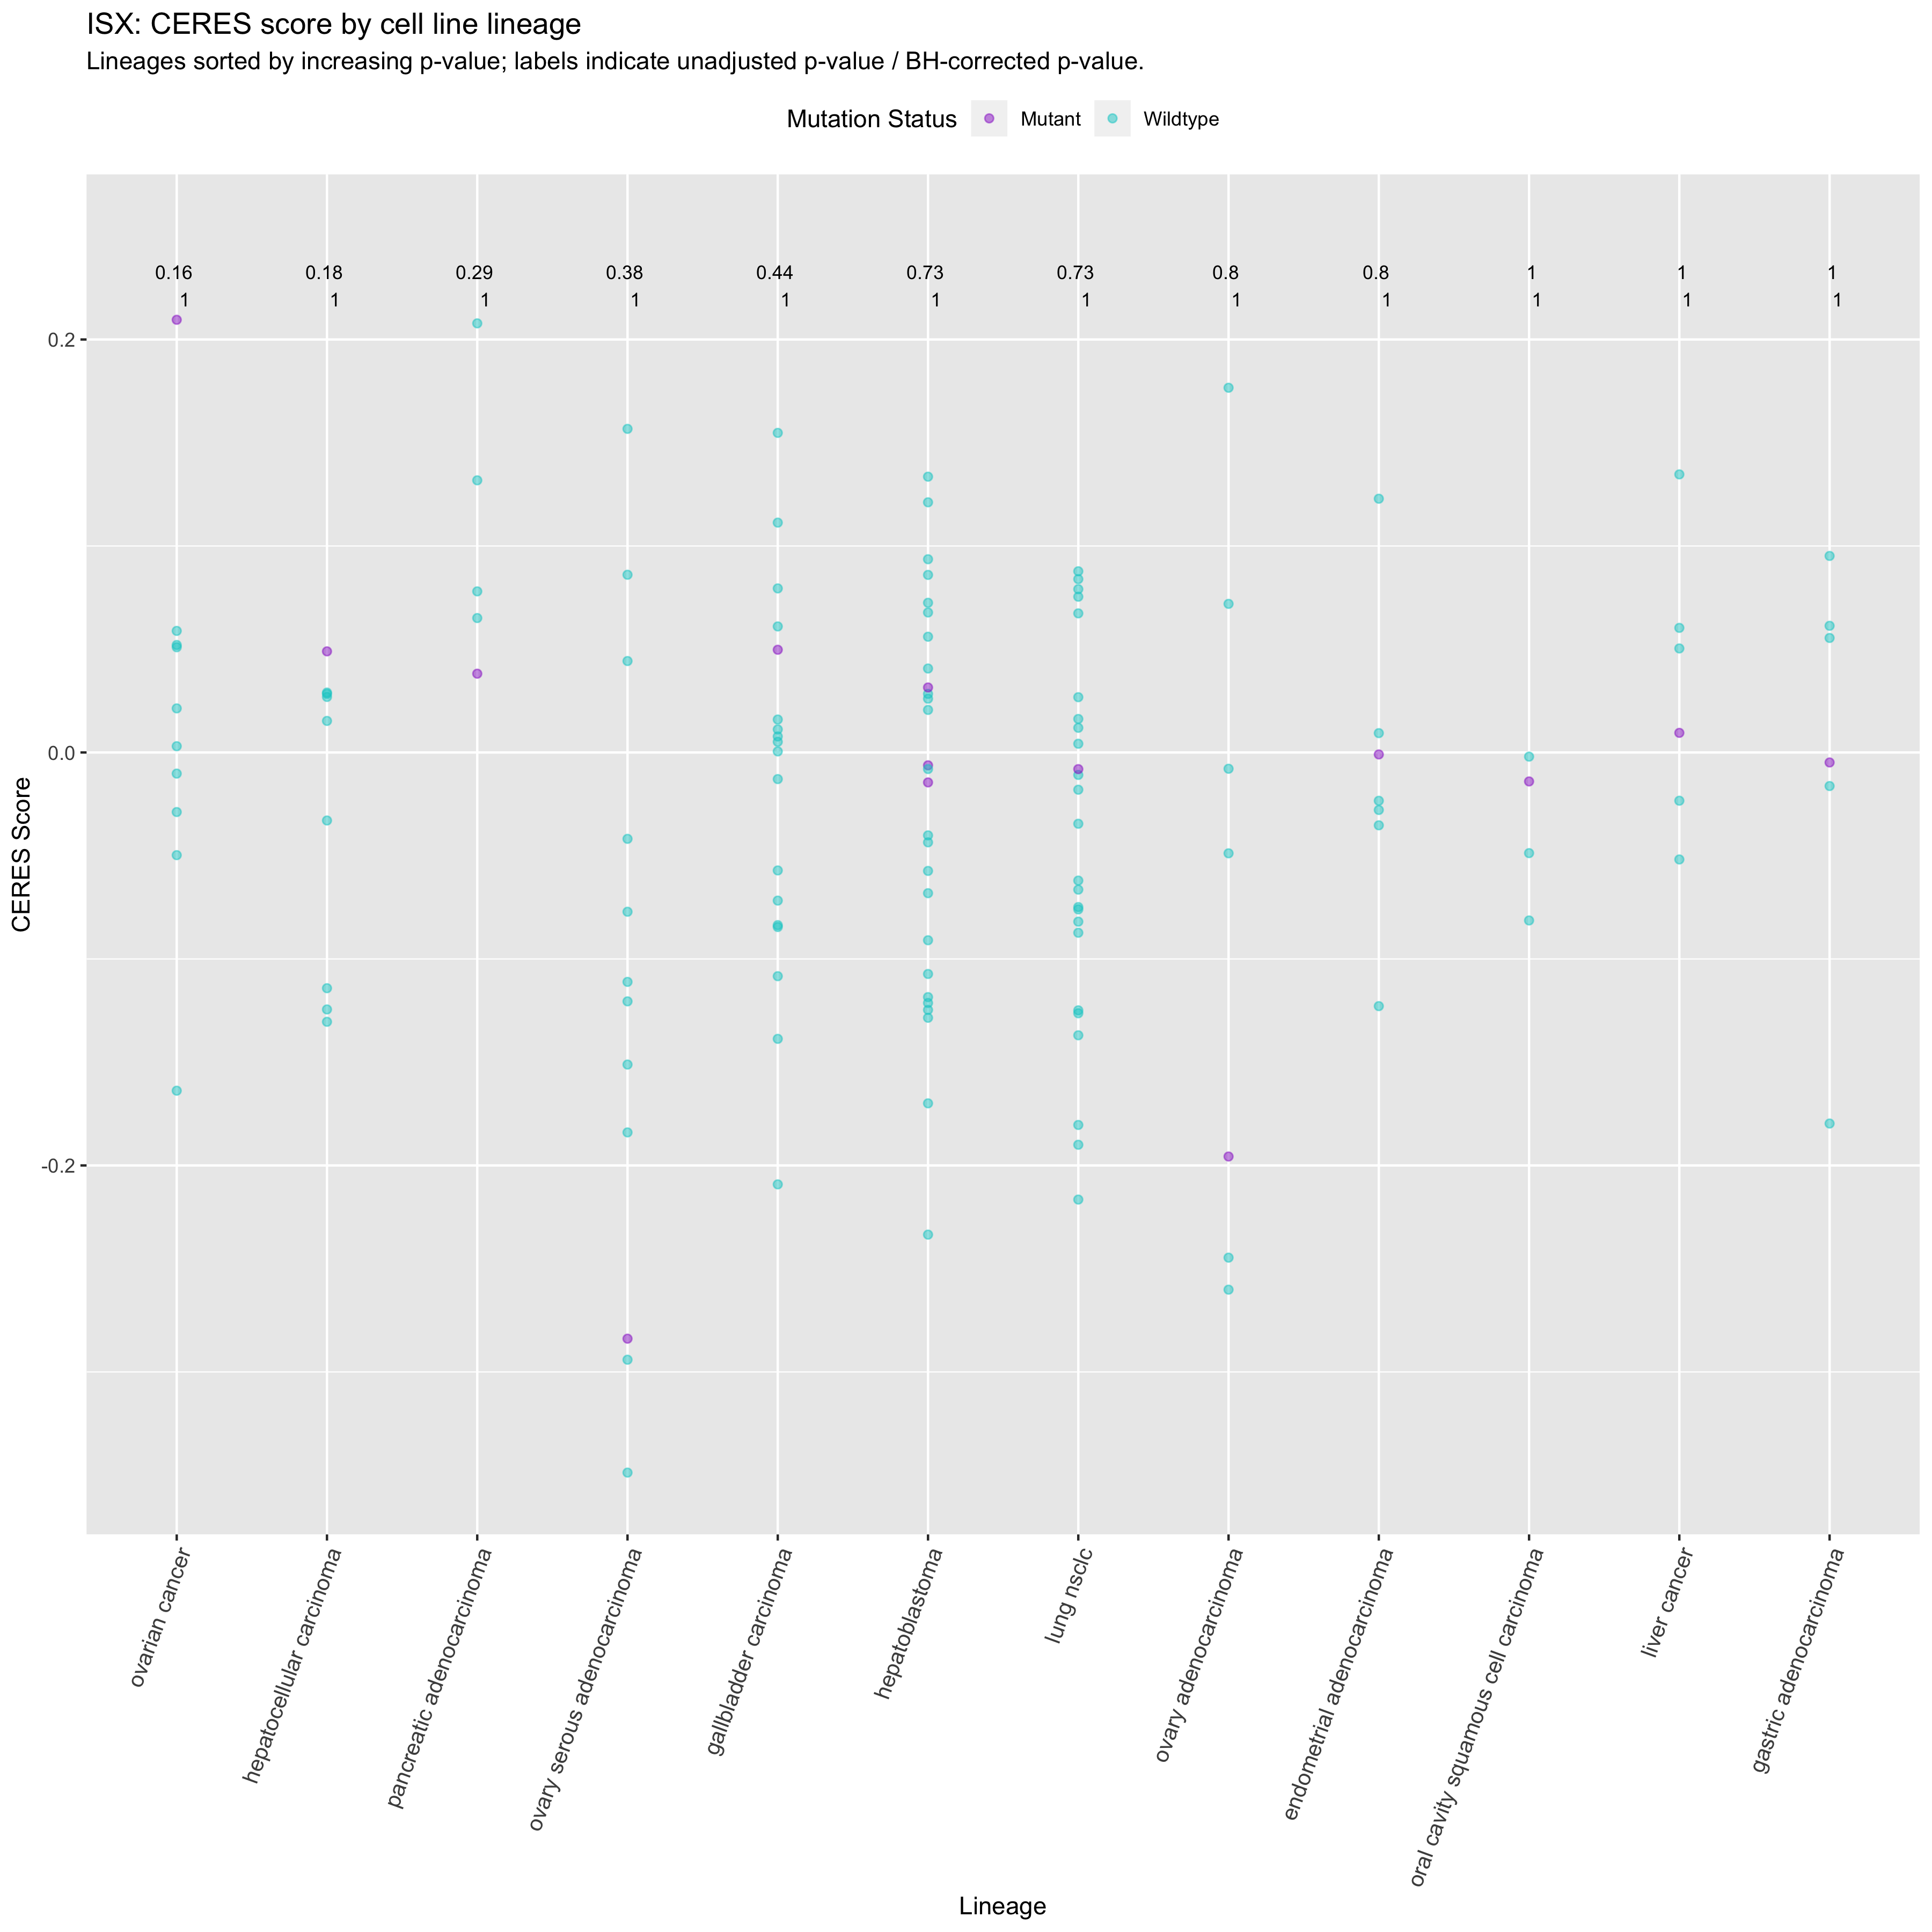 ISX: CERES score by cell line lineage
Lineages sorted by increasing p-value; labels indicate unadjusted p-value / BH-corrected p-value.
Mutation Status Mutant Wildtype
0.16 0.18 0.29 0.38 0.44 0.73 0.73 0.8 0.8 1 1 1
1 1 1 1 1 1 1 1 1 1 1 1
0.2
0.0
-0.2
CERES Score
ovarian cancer
hepatocellular carcinoma
pancreatic adenocarcinoma
ovary serous adenocarcinoma
gallbladder carcinoma
hepatoblastoma
lung nsclc
ovary adenocarcinoma
endometrial adenocarcinoma
oral cavity squamous cell carcinoma
liver cancer
gastric adenocarcinoma
Lineage